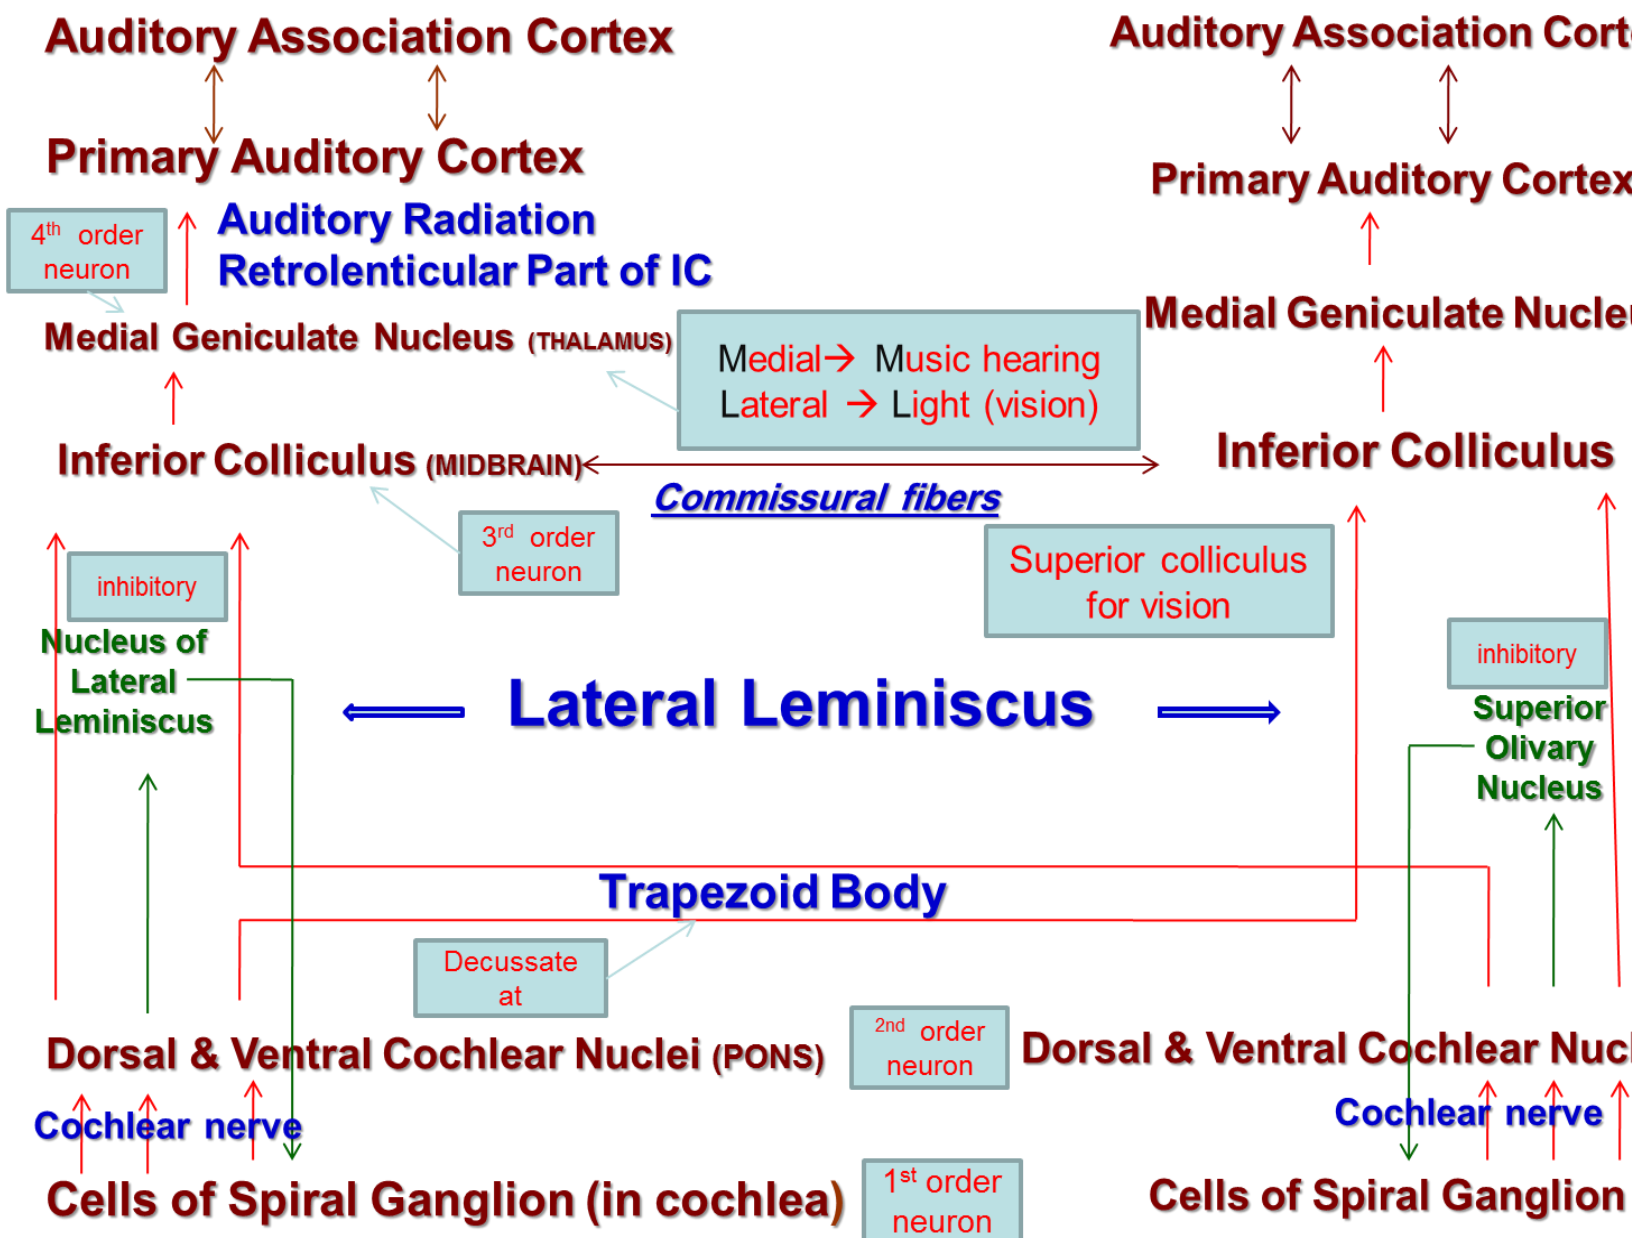 Auditory Association Cortex
Auditory Association Corte
Primary Auditory Cortex
Primary Auditory Cortex
Auditory Radiation
Retrolenticular Part of IC
4th order
neuron
Medial Geniculate Nucleus (THALAMUS)
Medial Geniculate Nucleu
Medial→ Music hearing
Lateral → Light (vision)
Inferior Colliculus (MIDBRAIN)
Inferior Colliculus
Commissural fibers
3rd order
neuron
Superior colliculus
for vision
inhibitory
Nucleus of
Lateral
Leminiscus
Lateral Leminiscus
inhibitory
Superior
Olivary
Nucleus
Trapezoid Body
Decussate
at
Dorsal & Ventral Cochlear Nuclei (PONS)
2nd order
neuron
Dorsal & Ventral Cochlear Nucl
Cochlear nerve
Cochlear nerve
Cells of Spiral Ganglion (in cochlea)
1st order
neuron
Cells of Spiral Ganglion